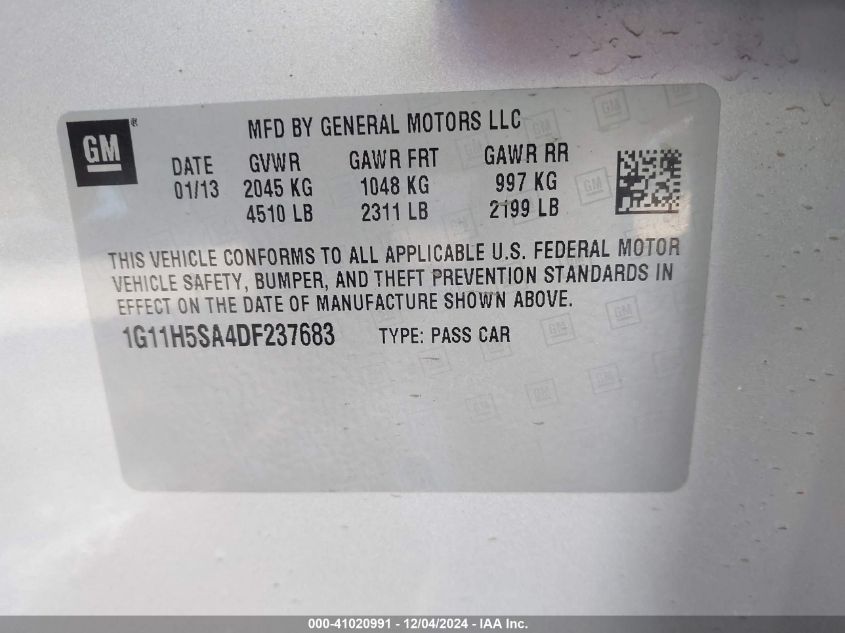 GM ®
MFD BY GENERAL MOTORS LLC
DATE GVWR GAWR FRT GAWR RR
01/13 2045 KG 1048 KG 997 KG
4510 LB 2311 LB 2199 LB
THIS VEHICLE CONFORMS TO ALL APPLICABLE U.S. FEDERAL MOTOR
VEHICLE SAFETY, BUMPER, AND THEFT PREVENTION STANDARDS IN
EFFECT ON THE DATE OF MANUFACTURE SHOWN ABOVE.
1G11H5SA4DF237683 TYPE: PASS CAR
000-41020991 - 12/04/2024 - IAA Inc.